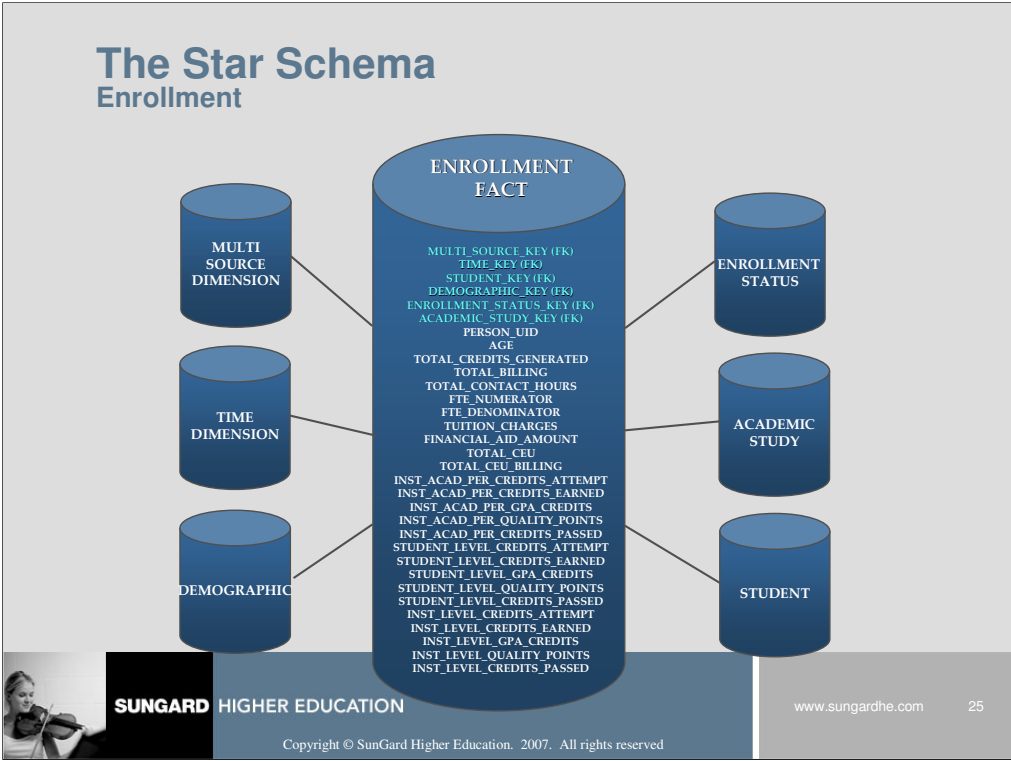 The Star Schema
Enrollment
ENROLLMENT
FACT
MULTI_SOURCE_KEY (FK)
TIME_KEY (FK)
STUDENT_KEY (FK)
DEMOGRAPHIC_KEY (FK)
ENROLLMENT_STATUS_KEY (FK)
ACADEMIC_STUDY_KEY (FK)
PERSON_UID
AGE
TOTAL_CREDITS_GENERATED
TOTAL_BILLING
TOTAL_CONTACT_HOURS
FTE_NUMERATOR
FTE_DENOMINATOR
TUITION_CHARGES
FINANCIAL_AID_AMOUNT
TOTAL_CEU
TOTAL_CEU_BILLING
INST_ACAD_PER_CREDITS_ATTEMPT
INST_ACAD_PER_CREDITS_EARNED
INST_ACAD_PER_GPA_CREDITS
INST_ACAD_PER_QUALITY_POINTS
INST_ACAD_PER_CREDITS_PASSED
STUDENT_LEVEL_CREDITS_ATTEMPT
STUDENT_LEVEL_CREDITS_EARNED
STUDENT_LEVEL_GPA_CREDITS
STUDENT_LEVEL_QUALITY_POINTS
STUDENT_LEVEL_CREDITS_PASSED
INST_LEVEL_CREDITS_ATTEMPT
INST_LEVEL_CREDITS_EARNED
INST_LEVEL_GPA_CREDITS
INST_LEVEL_QUALITY_POINTS
INST_LEVEL_CREDITS_PASSED
MULTI
SOURCE
DIMENSION
TIME
DIMENSION
DEMOGRAPHIC
ENROLLMENT
STATUS
ACADEMIC
STUDY
STUDENT
SUNGARD HIGHER EDUCATION
www.sungardhe.com 25
Copyright © SunGard Higher Education. 2007. All rights reserved